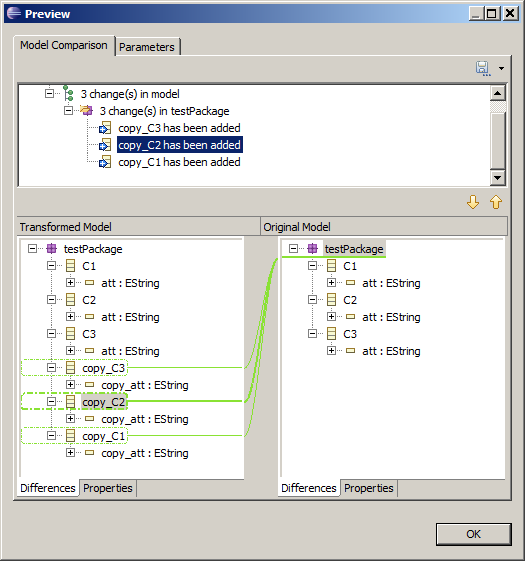 Preview
Model Comparison
Parameters
3 change(s) in model
3 change(s) in testPackage
copy_C3 has been added
copy_C2 has been added
copy_C1 has been added
Transformed Model
Original Model
testPackage
C1
att : EString
C2
att : EString
C3
att : EString
copy_C3
copy_att : EString
copy_C2
copy_att : EString
copy_C1
copy_att : EString
testPackage
C1
att : EString
C2
att : EString
C3
att : EString
Differences
Properties
Differences
Properties
OK